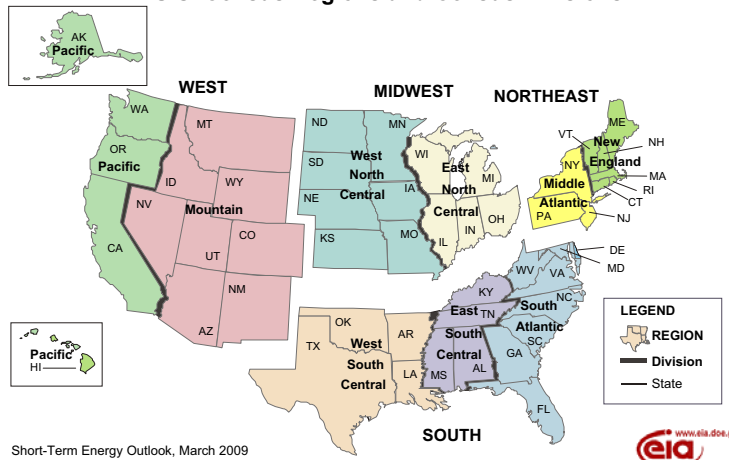 AK
Pacific
WEST
MIDWEST
NORTHEAST
WA
OR
Pacific
CA
MT
ID
WY
NV
Mountain
UT
CO
AZ
NM
ND
MN
SD
West
North
Central
NE
IA
KS
MO
WI
East
North
Central
MI
IL
IN
OH
ME
VT
New
England
NH
MA
RI
CT
NY
Middle
Atlantic
PA
NJ
DE
MD
WV
VA
NC
South
Atlantic
SC
GA
FL
KY
East
TN
South
Central
MS
AL
OK
AR
West
TX
South
Central
LA
SOUTH
Pacific
HI
LEGEND
REGION
Division
State
Short-Term Energy Outlook, March 2009
www.eia.doe.
eia